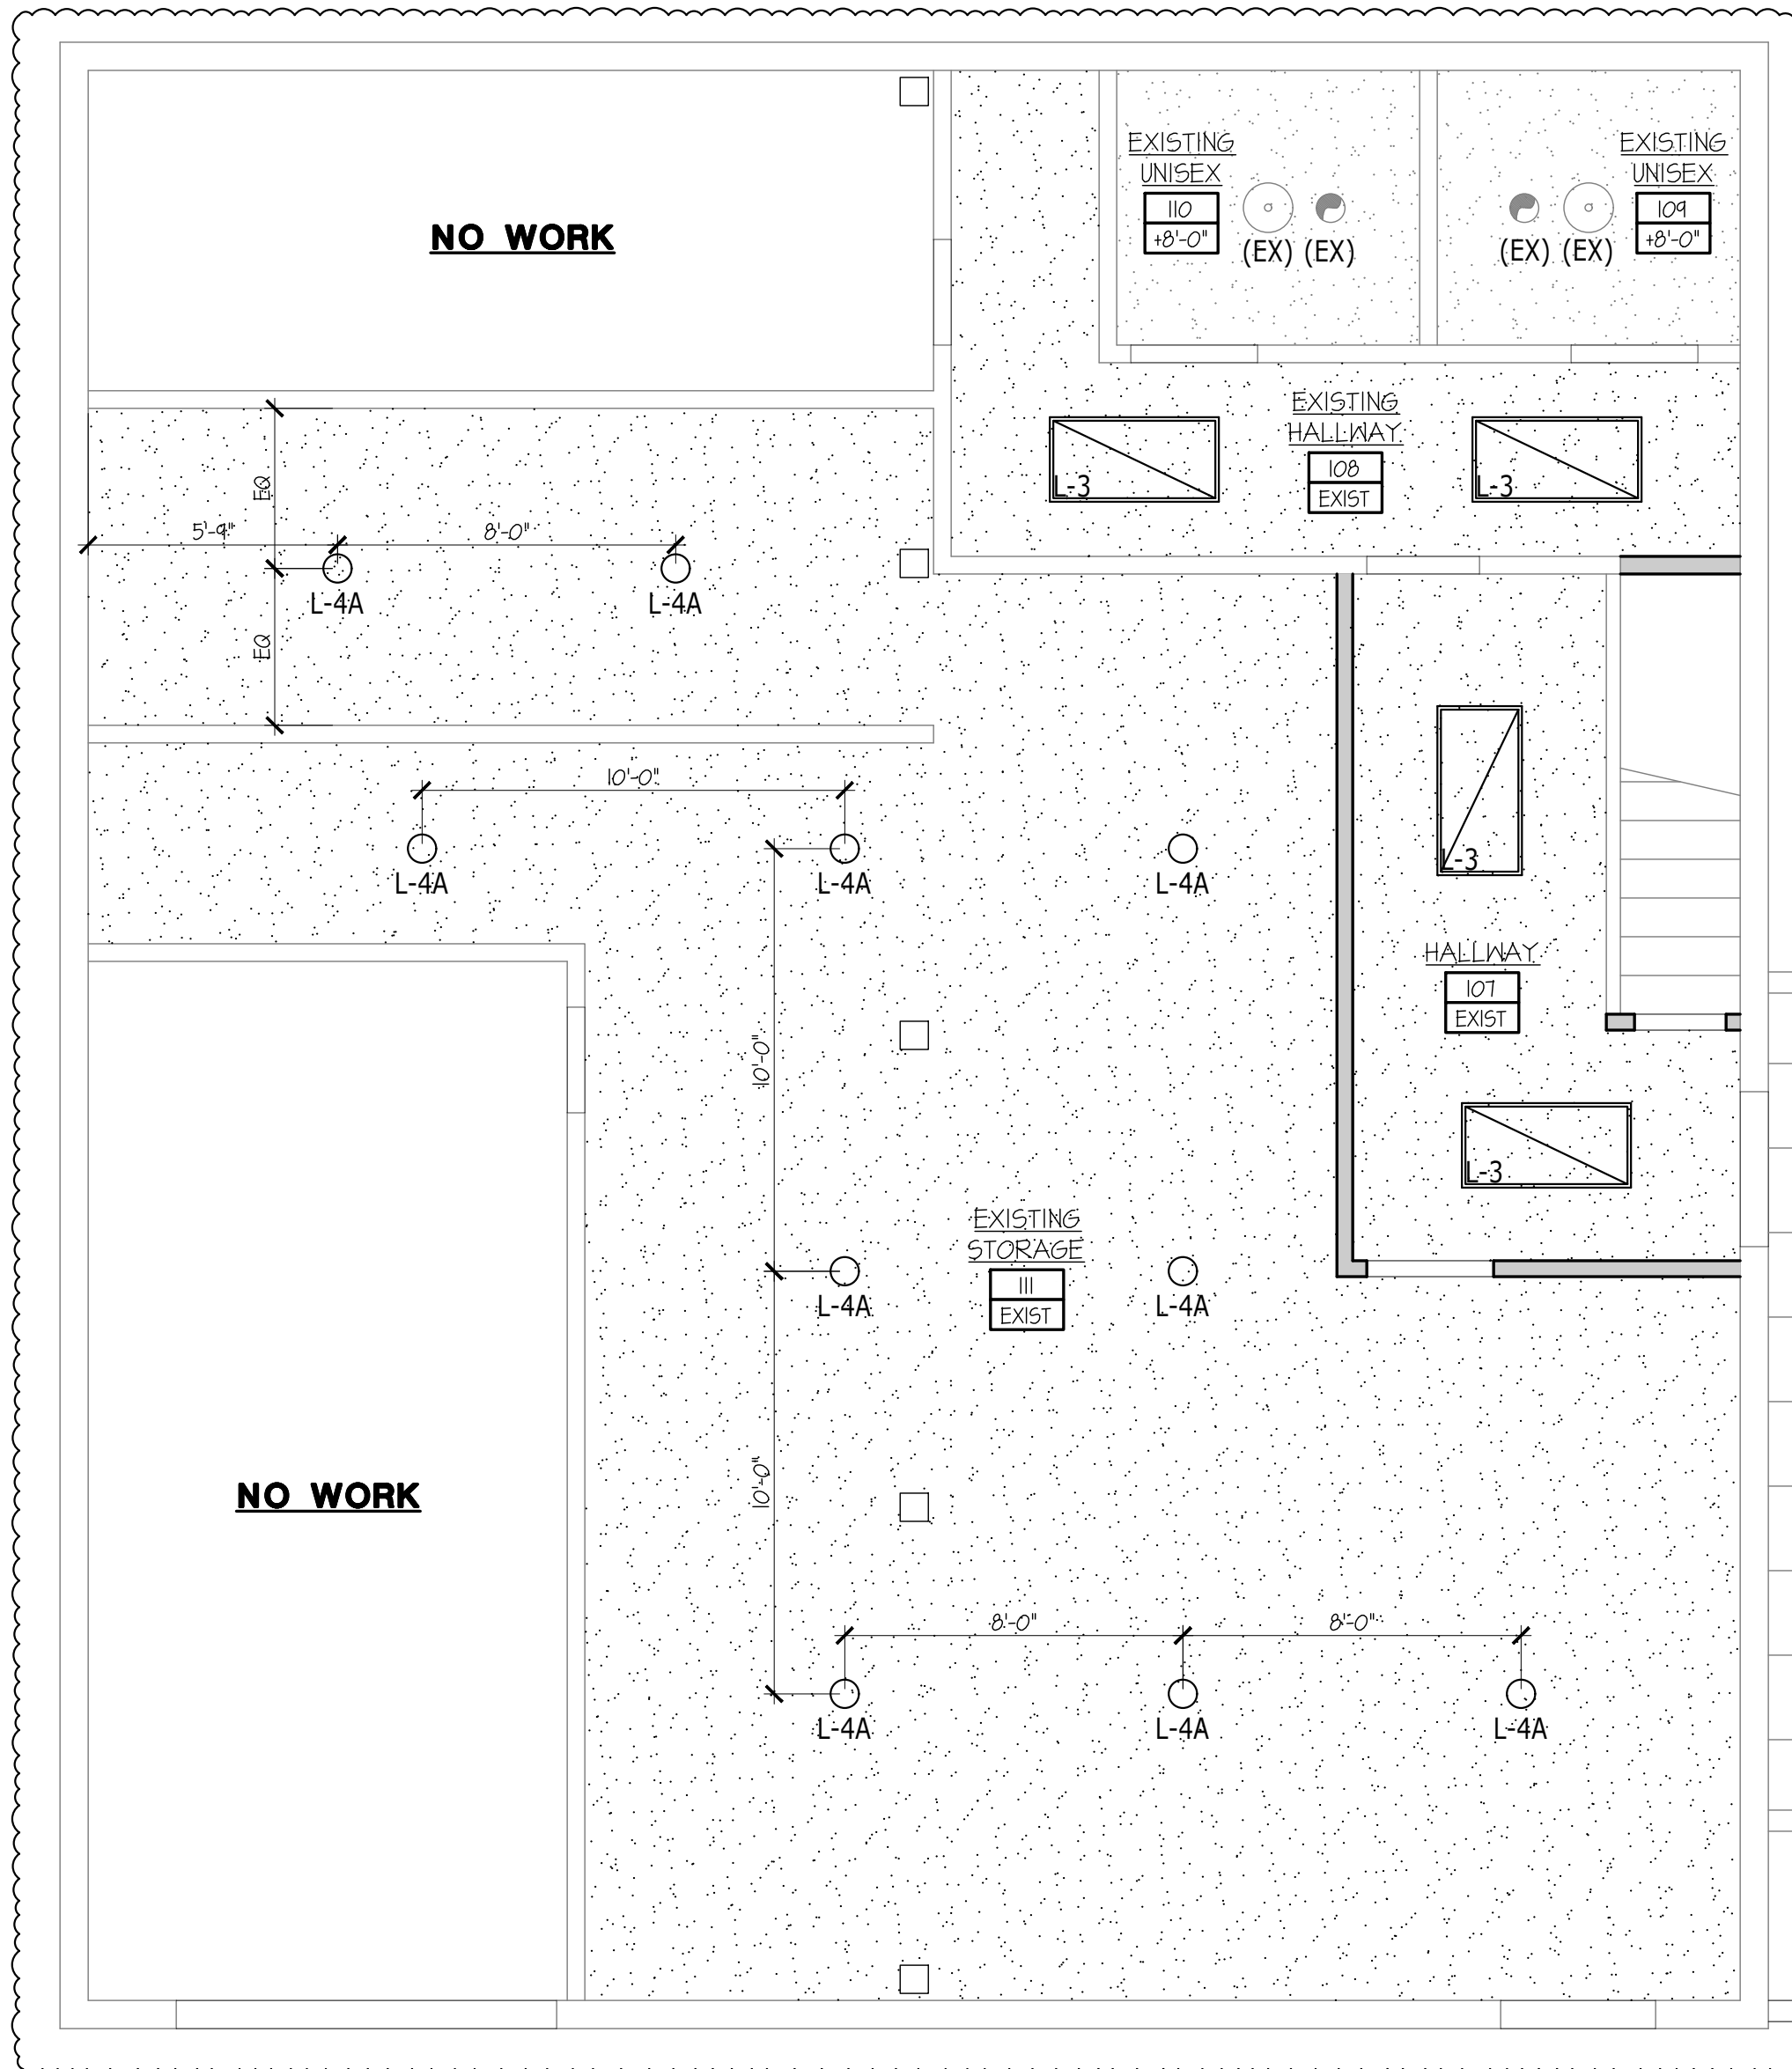 EXISTING
UNISEX
110
+8'-0"
(EX) (EX)
EXISTING
UNISEX
109
+8'-0"
(EX) (EX)
NO WORK
EXISTING
HALLWAY
108
EXIST
L-3
L-3
EQ
5'-9"
8'-0"
L-4A
L-4A
EQ
10'-0"
L-4A
L-4A
L-4A
L-3
HALLWAY
107
EXIST
10'-0"
L-3
EXISTING
STORAGE
111
EXIST
L-4A
L-4A
10'-0"
NO WORK
8'-0"
8'-0"
L-4A
L-4A
L-4A